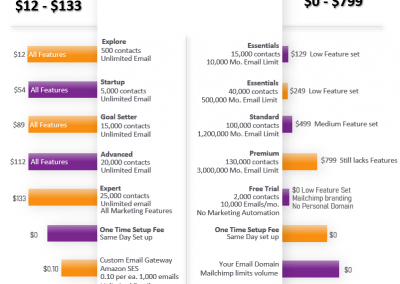 $12 - $133
$0 - $799
Explore
500 contacts
Unlimited Email
$12 All Features
Startup
5,000 contacts
Unlimited Email
$54 All Features
Goal Setter
15,000 contacts
Unlimited Email
$89 All Features
Advanced
20,000 contacts
Unlimited Email
$112 All Features
Expert
25,000 contacts
Unlimited email
All Marketing Features
$133
One Time Setup Fee
Same Day Set up
$0
Custom Email Gateway
Amazon SES
0.10 per ea. 1,000 emails
Unlimited Email
$0.10
Essentials
15,000 contacts
10,000 Mo. Email Limit
$129 Low Feature set
Essentials
40,000 contacts
500,000 Mo. Email Limit
$249 Low Feature set
Standard
100,000 contacts
1,200,000 Mo. Email Limit
$499 Medium Feature set
Premium
130,000 contacts
3,000,000 Mo. Email Limit
$799 Still lacks Features
Free Trial
2,000 contacts
10,000 Emails/mo.
No Marketing Automation
$0 Low Feature Set
Mailchimp branding
No Personal Domain
One Time Setup Fee
Same day set up
$0
Your Email Domain
Mailchimp limits volume
$0